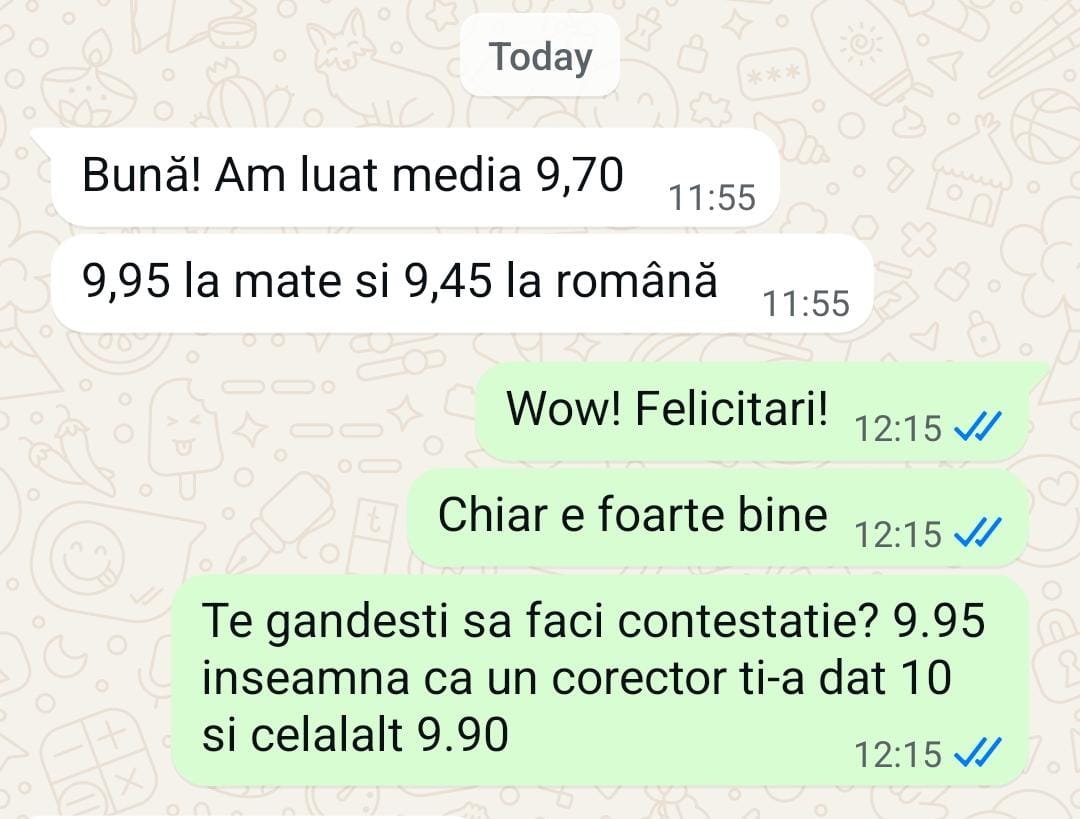 Today
Bună! Am luat media 9,70
11:55
9,95 la mate si 9,45 la română
11:55
Wow! Felicitari!
12:15
Chiar e foarte bine
12:15
Te gandesti sa faci contestatie? 9.95
inseamna ca un corector ti-a dat 10
si celalalt 9.90
12:15